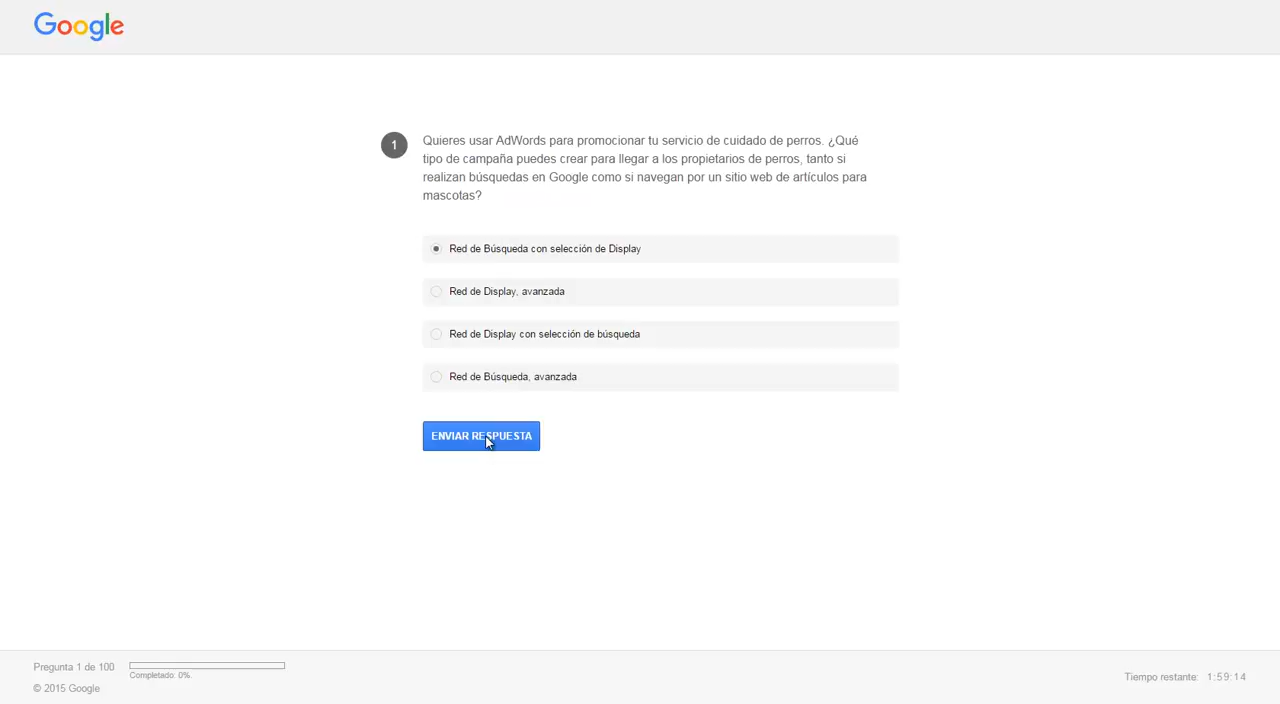 Google
1
Quieres usar AdWords para promocionar tu servicio de cuidado de perros. ¿Qué
tipo de campaña puedes crear para llegar a los propietarios de perros, tanto si
realizan búsquedas en Google como si navegan por un sitio web de artículos para
mascotas?
Red de Búsqueda con selección de Display
Red de Display, avanzada
Red de Display con selección de búsqueda
Red de Búsqueda, avanzada
ENVIAR RESPUESTA
Pregunta 1 de 100
Completado: 0%.
© 2015 Google
Tiempo restante: 1:59:14